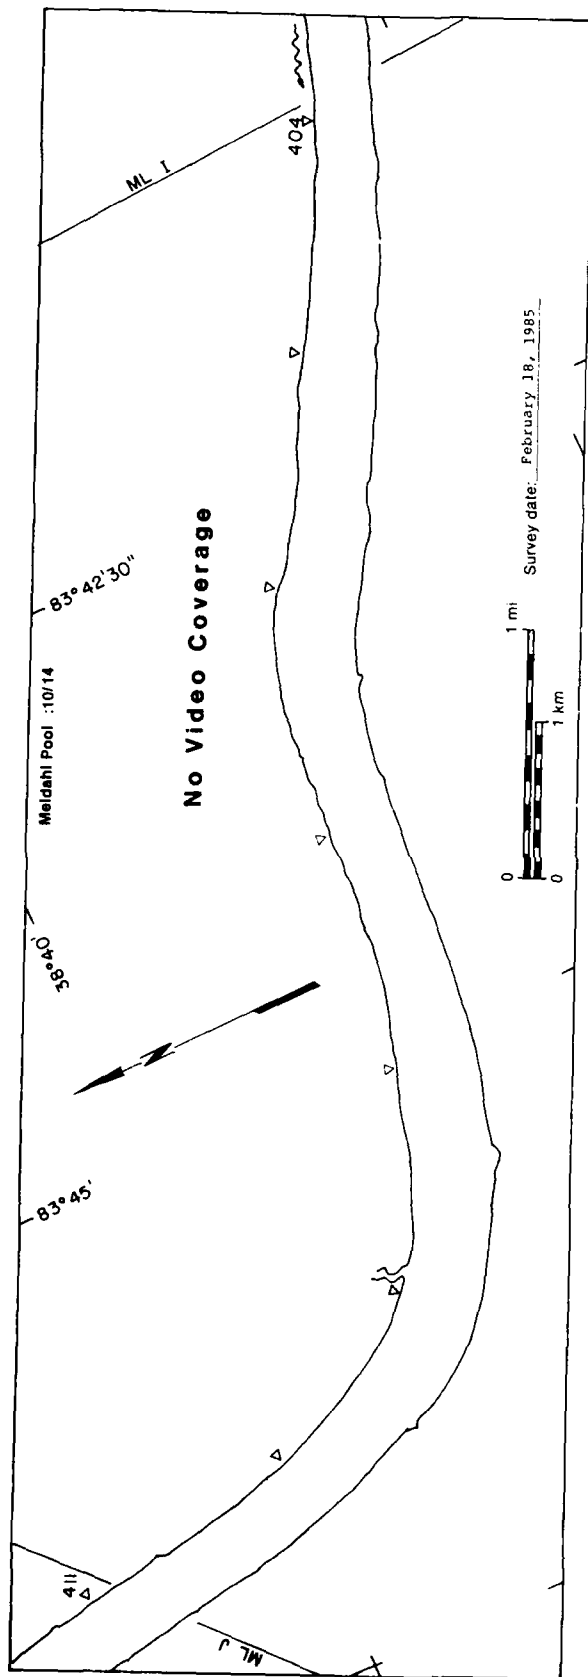 Meldahl Pool :10/14
83°45'
38°40'
83°42'30"
ML I
404
411
N
No Video Coverage
ML J
0
1 mi
0
1 km
Survey date: February 18, 1985